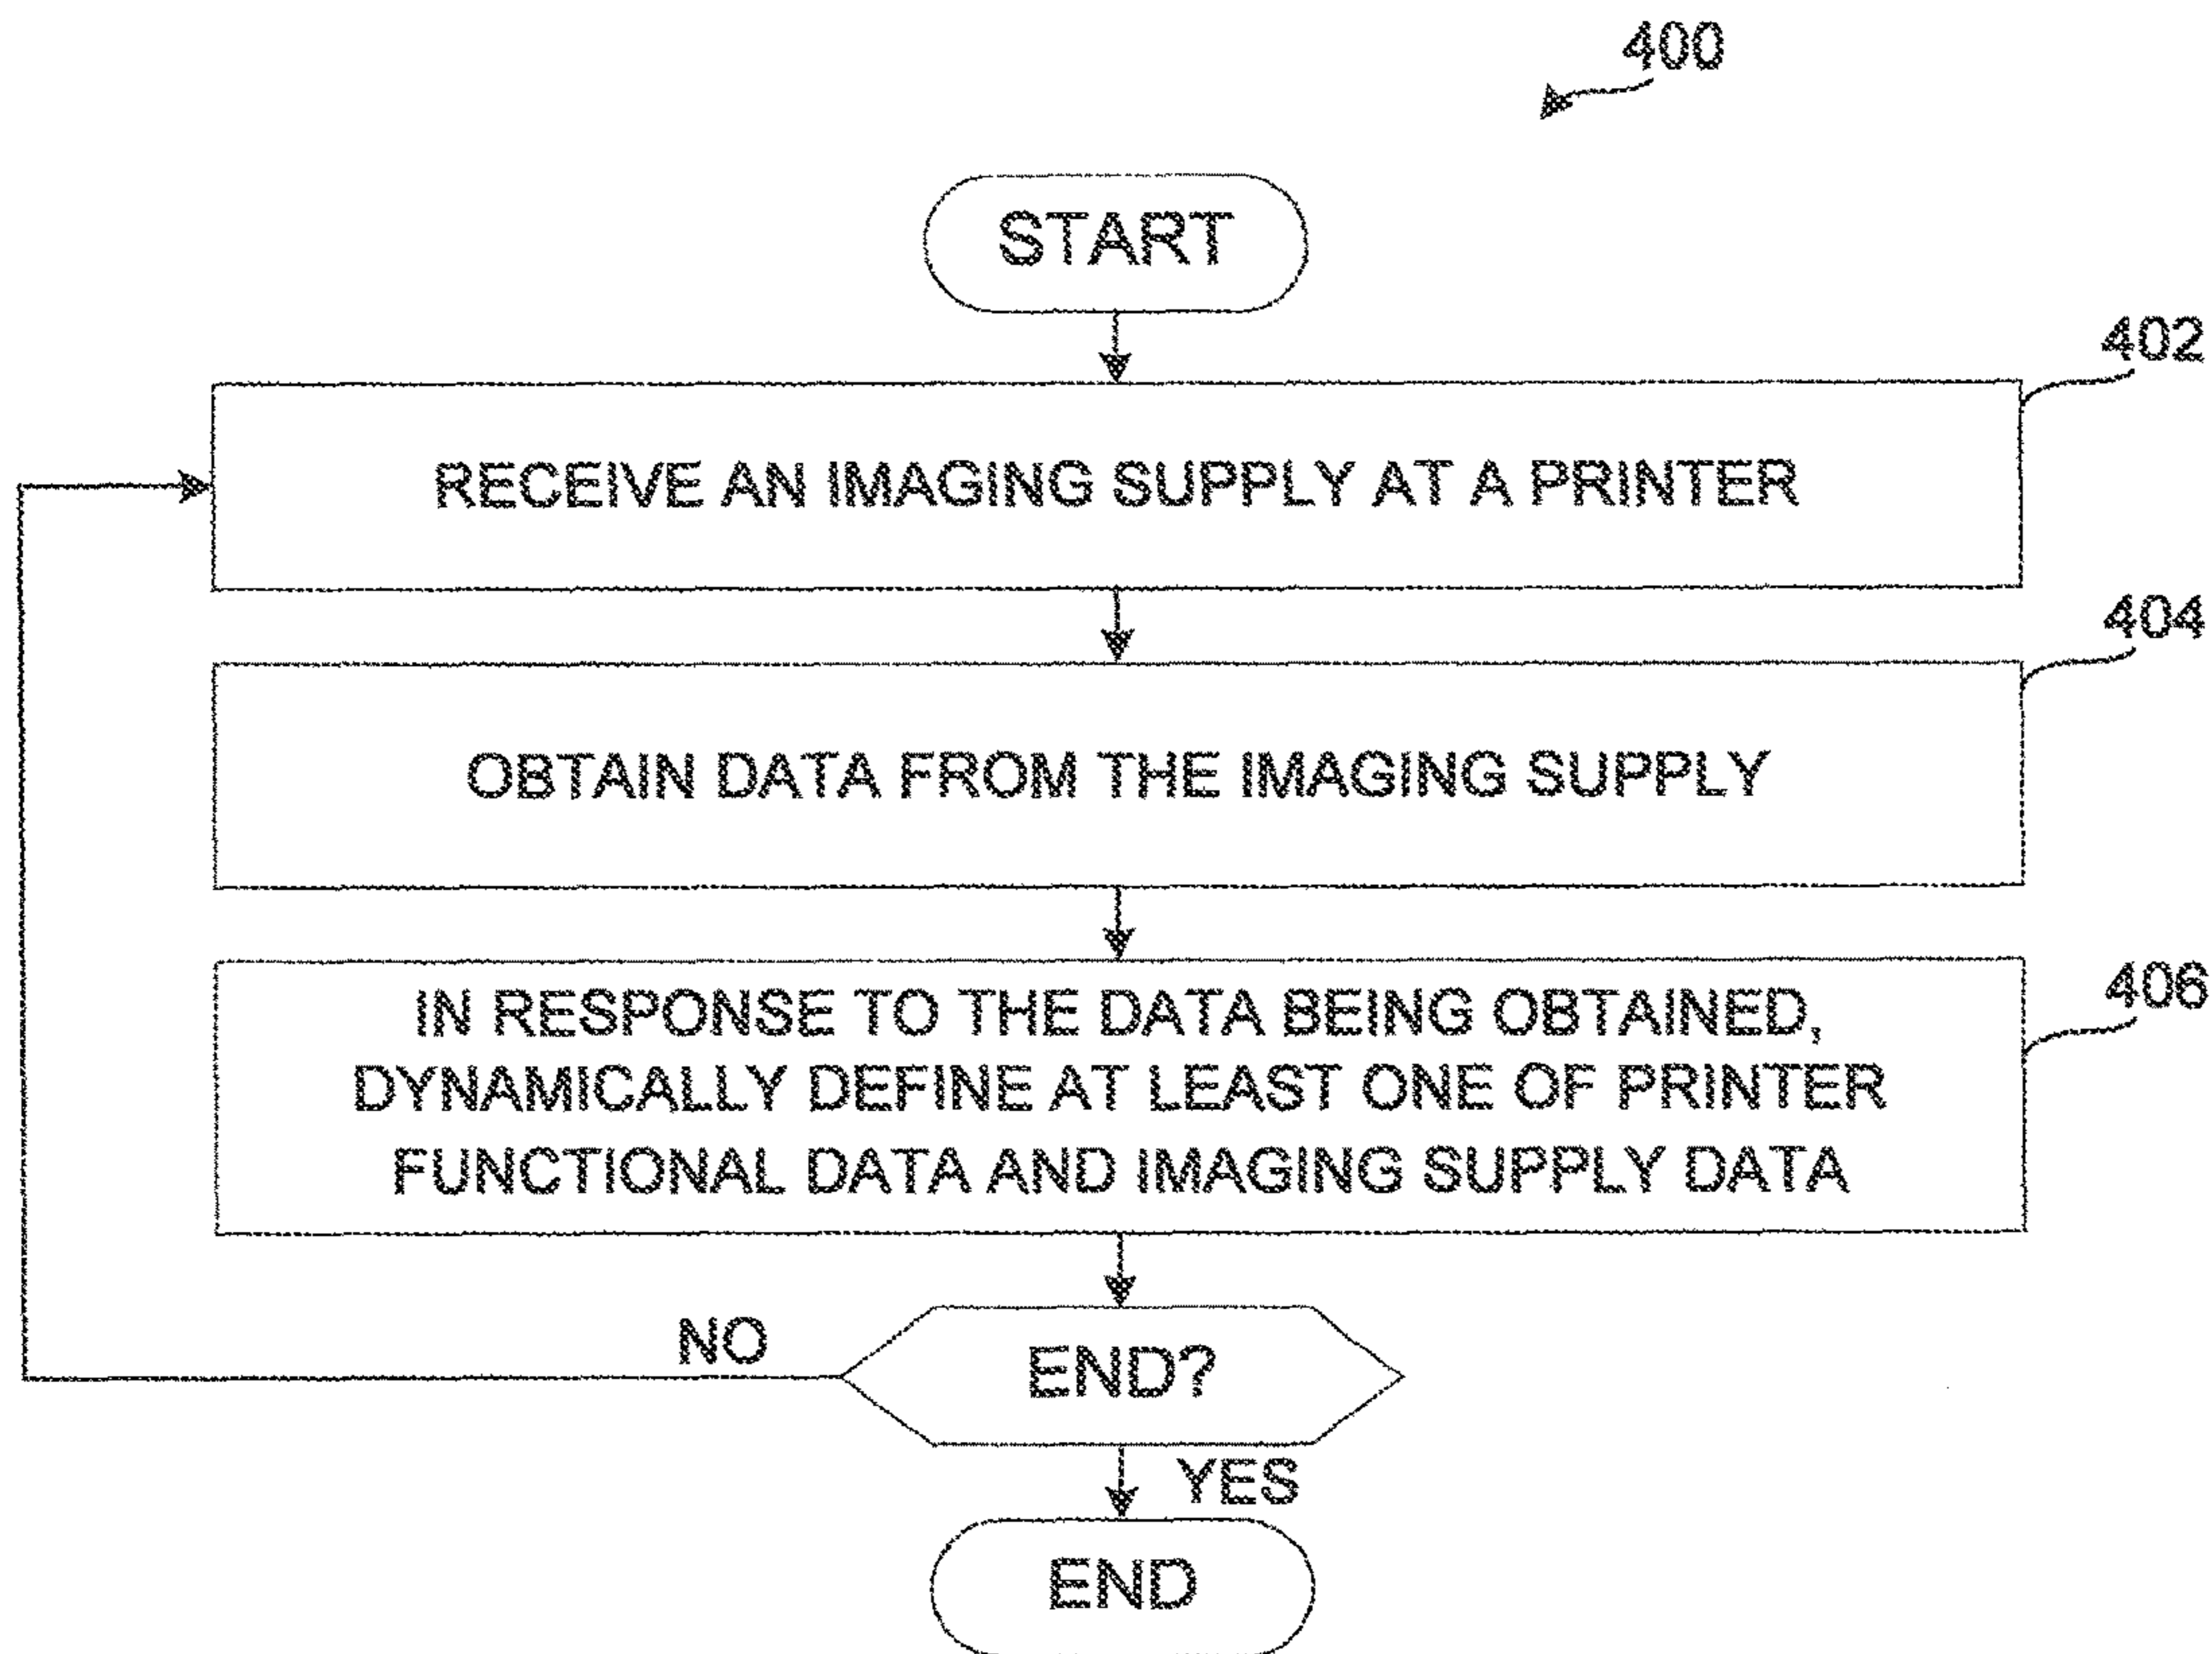 400
START
402
RECEIVE AN IMAGING SUPPLY AT A PRINTER
404
OBTAIN DATA FROM THE IMAGING SUPPLY
406
IN RESPONSE TO THE DATA BEING OBTAINED,
DYNAMICALLY DEFINE AT LEAST ONE OF PRINTER
FUNCTIONAL DATA AND IMAGING SUPPLY DATA
NO
END?
YES
END